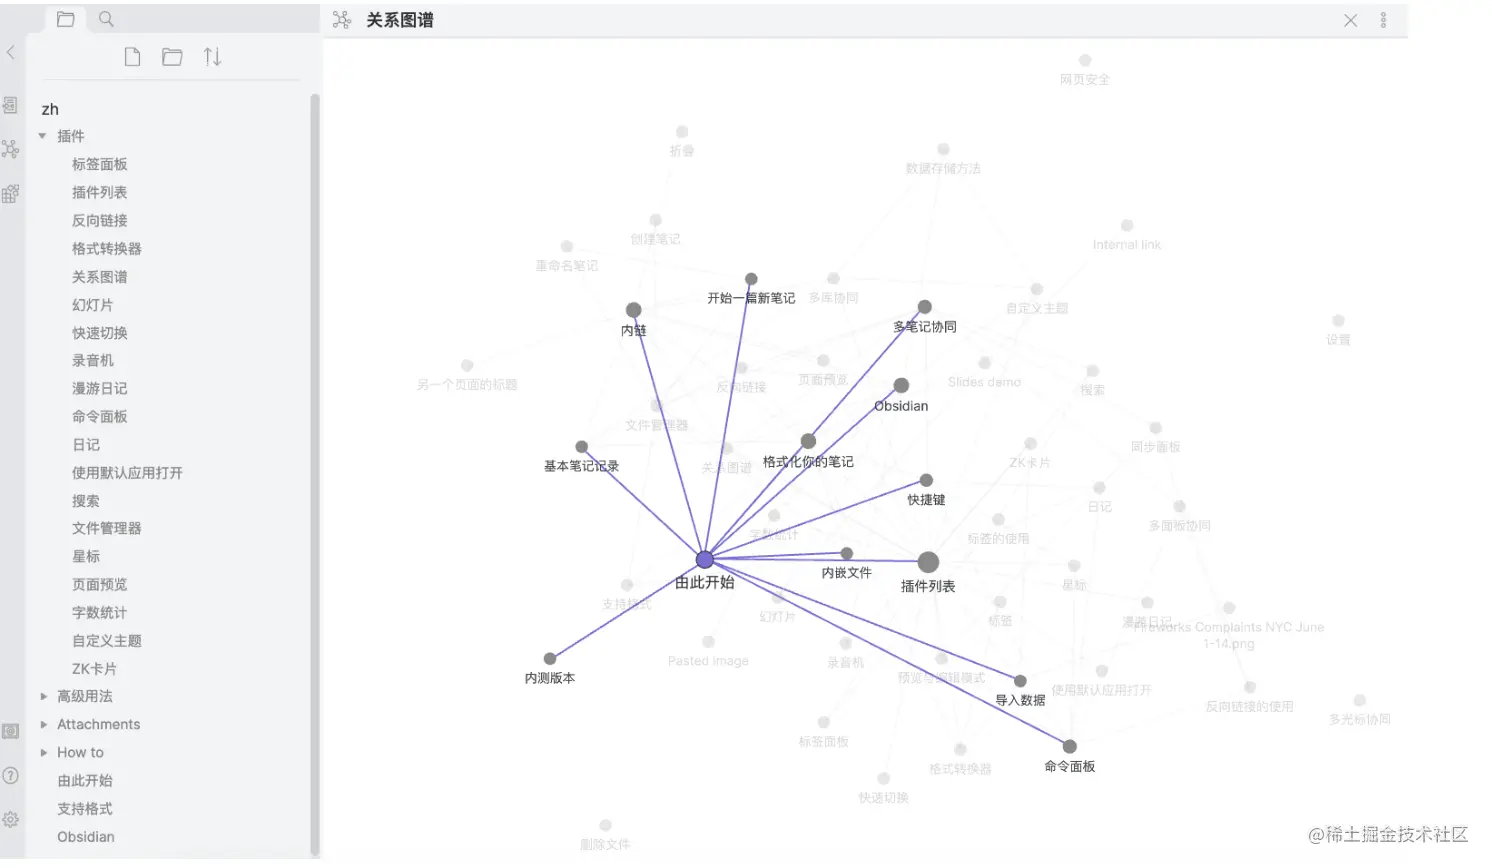 关系图谱
zh
插件
标签面板
插件列表
反向链接
格式转换器
关系图谱
幻灯片
快速切换
录音机
漫游日记
命令面板
日记
使用默认应用打开
搜索
文件管理器
星标
页面预览
字数统计
自定义主题
ZK卡片
高级用法
Attachments
How to
由此开始
支持格式
Obsidian
网页安全
折叠
数据存储方法
创建笔记
Internal link
重命名笔记
开始一篇新笔记
多库协同
自定义主题
内链
多笔记协同
设置
另一个页面的标题
反向链接
页面预览
Slides demo
搜索
Obsidian
文件管理器
同步面板
基本笔记记录
关系图谱
格式化你的笔记
ZK卡片
快捷键
日记
多面板协同
字数统计
标签的使用
内嵌文件
插件列表
由此开始
星标
支持格式
幻灯片
标签
漫游日记
Fireworks Complaints NYC June
1-14.png
Pasted image
录音机
内测版本
预览与编辑模式
导入数据
使用默认应用打开
反向链接的使用
多光标协同
标签面板
格式转换器
命令面板
快速切换
删除文件
@稀土掘金技术社区